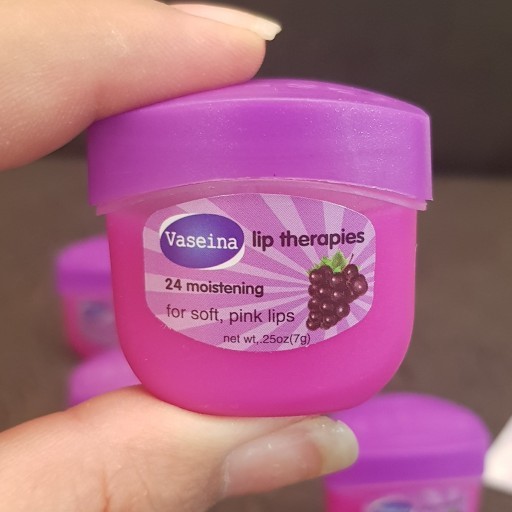 Vaseina lip therapies
24 moistening
for soft, pink lips
net wt,.25oz(7g)